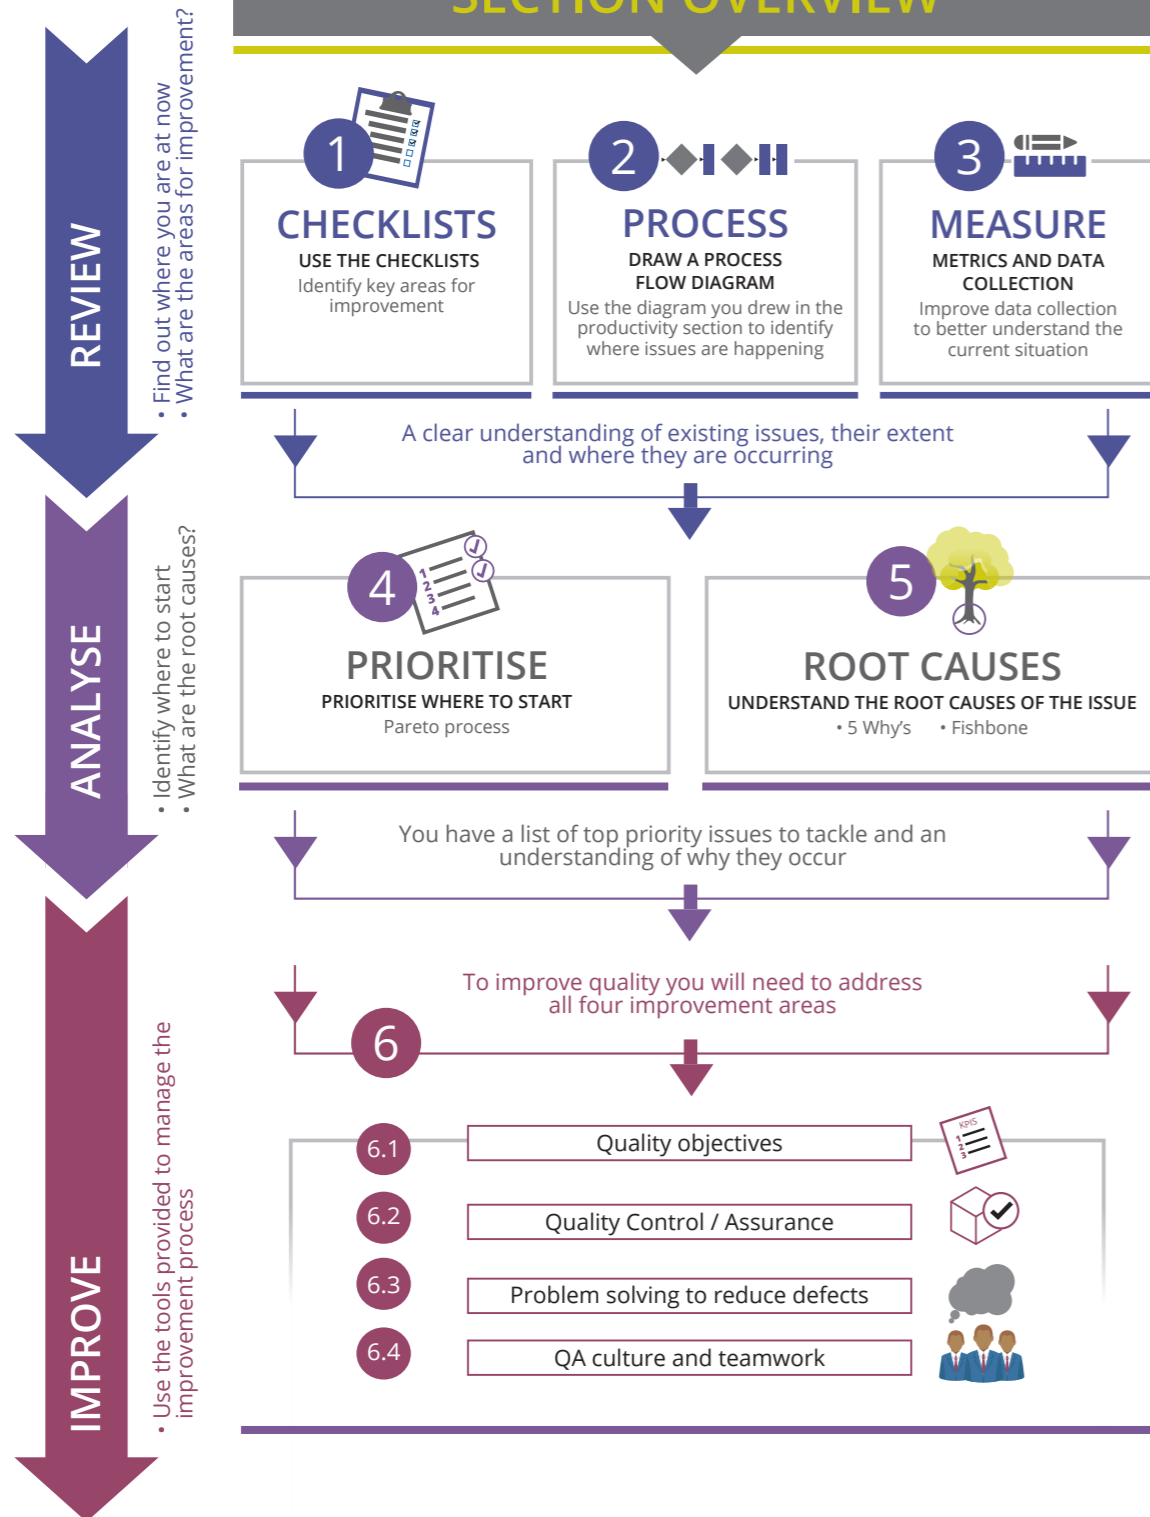 SECTION OVERVIEW
REVIEW
• Find out where you are at now
• What are the areas for improvement?
1
CHECKLISTS
USE THE CHECKLISTS
Identify key areas for
improvement
2
PROCESS
DRAW A PROCESS
FLOW DIAGRAM
Use the diagram you drew in the
productivity section to identify
where issues are happening
3
MEASURE
METRICS AND DATA
COLLECTION
Improve data collection
to better understand the
current situation
A clear understanding of existing issues, their extent
and where they are occurring
ANALYSE
• Identify where to start
• What are the root causes?
4
1
2
3
4
PRIORITISE
PRIORITISE WHERE TO START
Pareto process
5
ROOT CAUSES
UNDERSTAND THE ROOT CAUSES OF THE ISSUE
• 5 Why's • Fishbone
You have a list of top priority issues to tackle and an
understanding of why they occur
IMPROVE
• Use the tools provided to manage the
improvement process
To improve quality you will need to address
all four improvement areas
6
6.1 Quality objectives
KPIS
1
2
3
6.2 Quality Control / Assurance
6.3 Problem solving to reduce defects
6.4 QA culture and teamwork